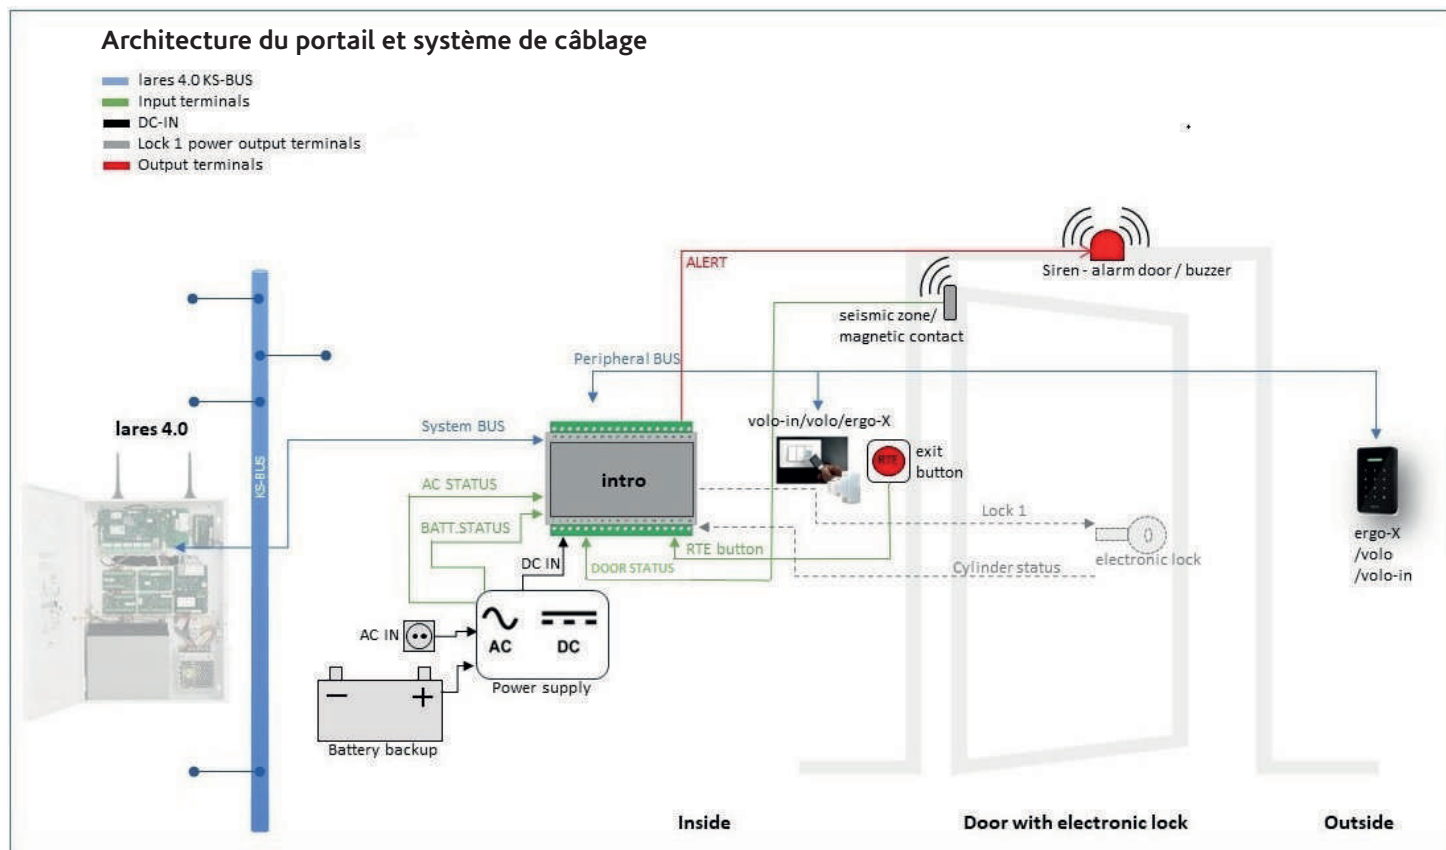 Architecture du portail et système de câblage
lares 4.0 KS-BUS
Input terminals
DC-IN
Lock 1 power output terminals
Output terminals
ALERT
Siren - alarm door / buzzer
seismic zone/
magnetic contact
Peripheral BUS
lares 4.0
System BUS
volo-in/volo/ergo-X
KS-BUS
intro
RTE
exit
button
AC STATUS
BATT.STATUS
Lock 1
RTE button
DC IN
DOOR STATUS
Cylinder status
electronic lock
ergo-X
/volo
/volo-in
AC IN
AC
DC
Power supply
Battery backup
Inside
Door with electronic lock
Outside